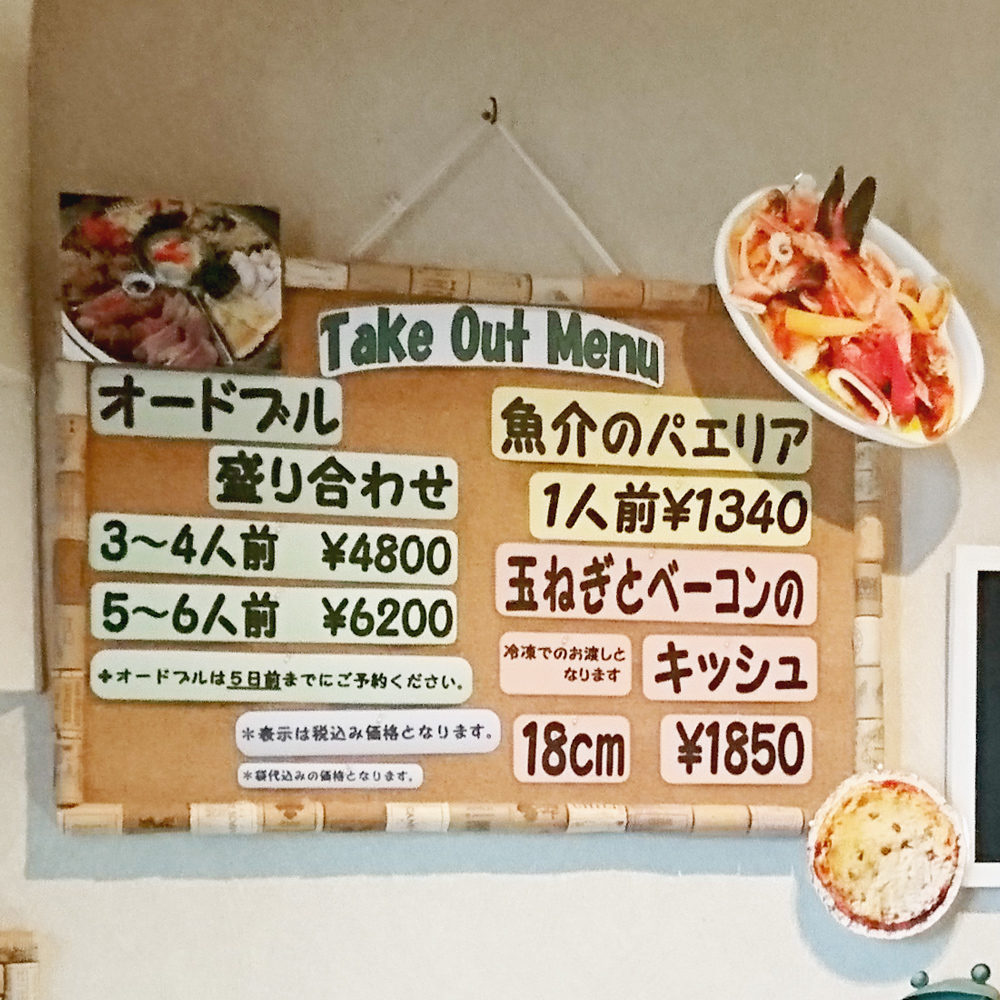 Take Out Menu
オードブル
盛り合わせ
3〜4人前 ¥4800
5〜6人前 ¥6200
✤オードブルは5日前までにご予約ください。
魚介のパエリア
1人前¥1340
玉ねぎとベーコンの
キッシュ
冷凍でのお渡しと
なります
18cm ¥1850
＊表示は税込み価格となります。
＊袋代込みの価格となります。